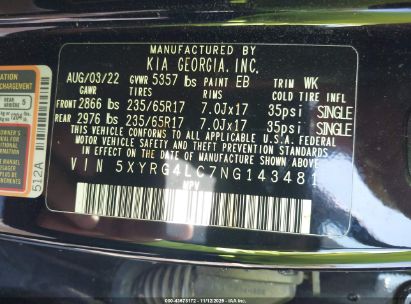 MANUFACTURED BY
KIA GEORGIA, INC.
AUG/03/22 GVWR 5357 lbs PAINT EB TRIM WK
GAWR TIRES RIMS COLD TIRE INFL
FRONT 2866 lbs 235/65R17 7.0Jx17 35psi SINGLE
REAR 2976 lbs 235/65R17 7.0Jx17 35psi SINGLE
THIS VEHICLE CONFORMS TO ALL APPLICABLE U.S.A. FEDERAL
MOTOR VEHICLE SAFETY AND THEFT PREVENTION STANDARDS IN
EFFECT ON THE DATE OF MANUFACTURE SHOWN ABOVE.
VIN 5XYRG4LC7NG143481
MPV
REAR
5
512A